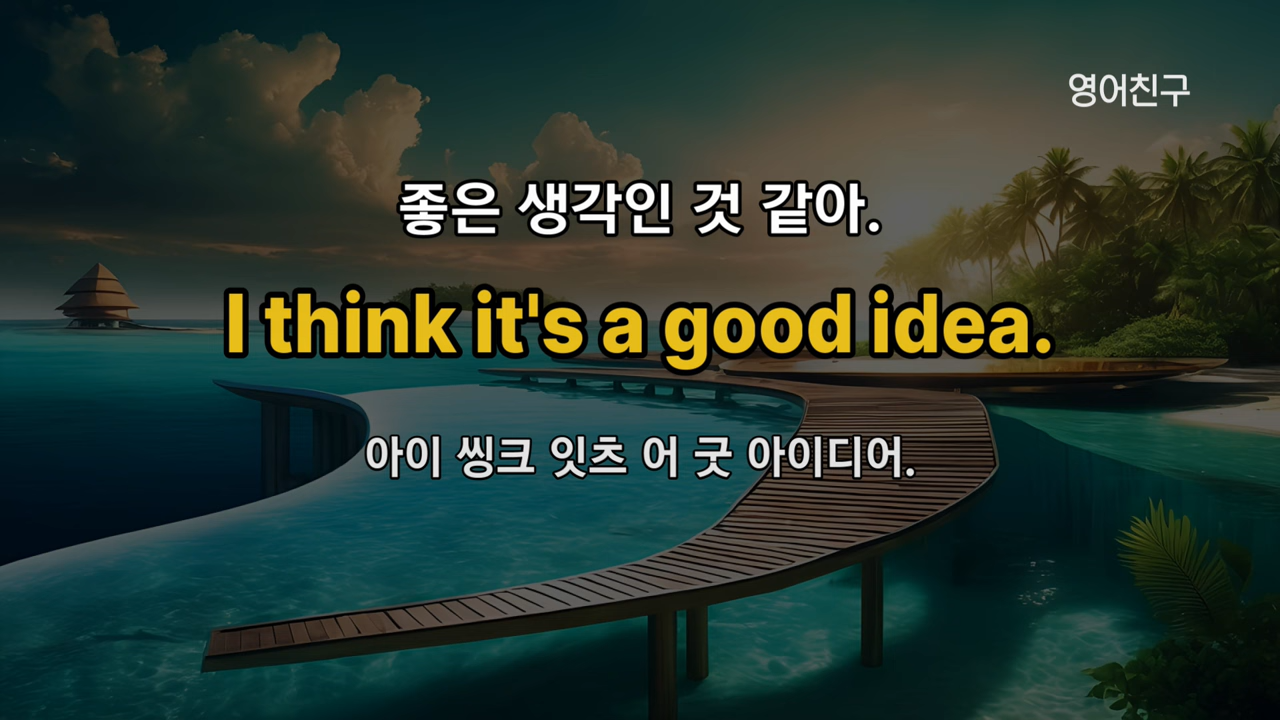 영어친구
좋은 생각인 것 같아.
I think it's a good idea.
아이 씽크 잇츠 어 굿 아이디어.